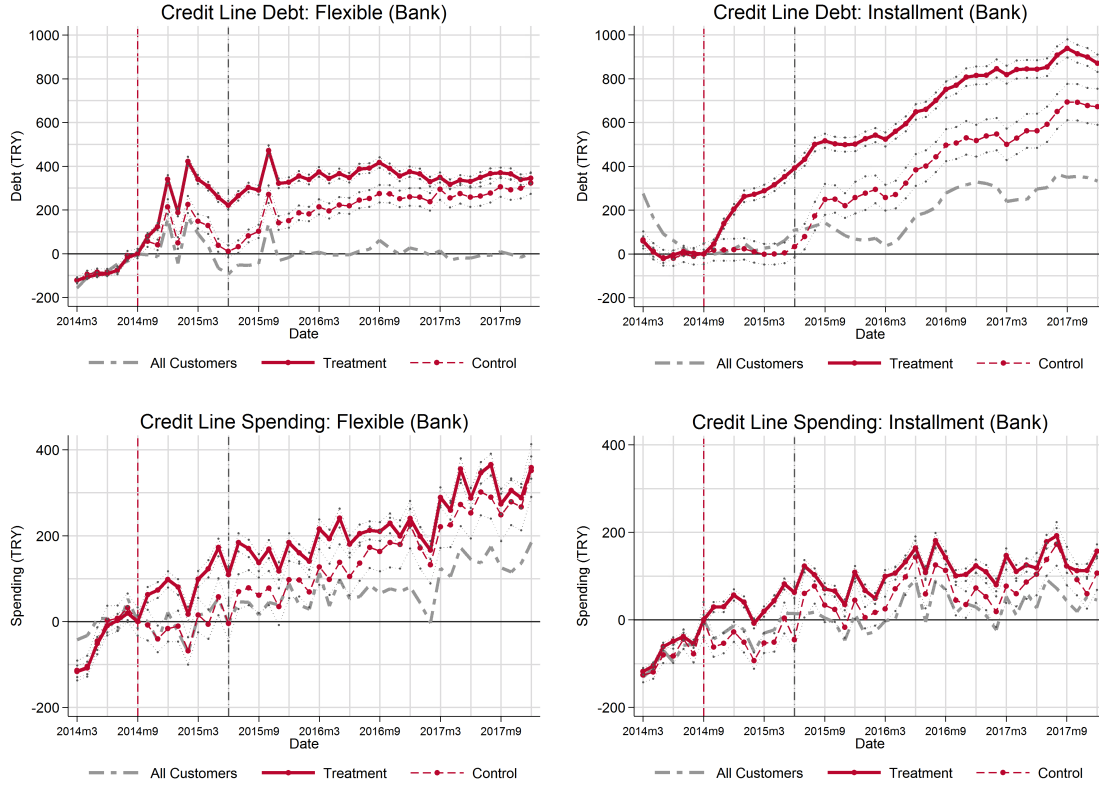 Credit Line Debt: Flexible (Bank)
1000
800
600
400
200
0
-200
Debt (TRY)
2014m3 2014m9 2015m3 2015m9 2016m3 2016m9 2017m3 2017m9
Date
All Customers Treatment Control
Credit Line Debt: Installment (Bank)
1000
800
600
400
200
0
-200
Debt (TRY)
2014m3 2014m9 2015m3 2015m9 2016m3 2016m9 2017m3 2017m9
Date
All Customers Treatment Control
Credit Line Spending: Flexible (Bank)
400
200
0
-200
Spending (TRY)
2014m3 2014m9 2015m3 2015m9 2016m3 2016m9 2017m3 2017m9
Date
All Customers Treatment Control
Credit Line Spending: Installment (Bank)
400
200
0
-200
Spending (TRY)
2014m3 2014m9 2015m3 2015m9 2016m3 2016m9 2017m3 2017m9
Date
All Customers Treatment Control